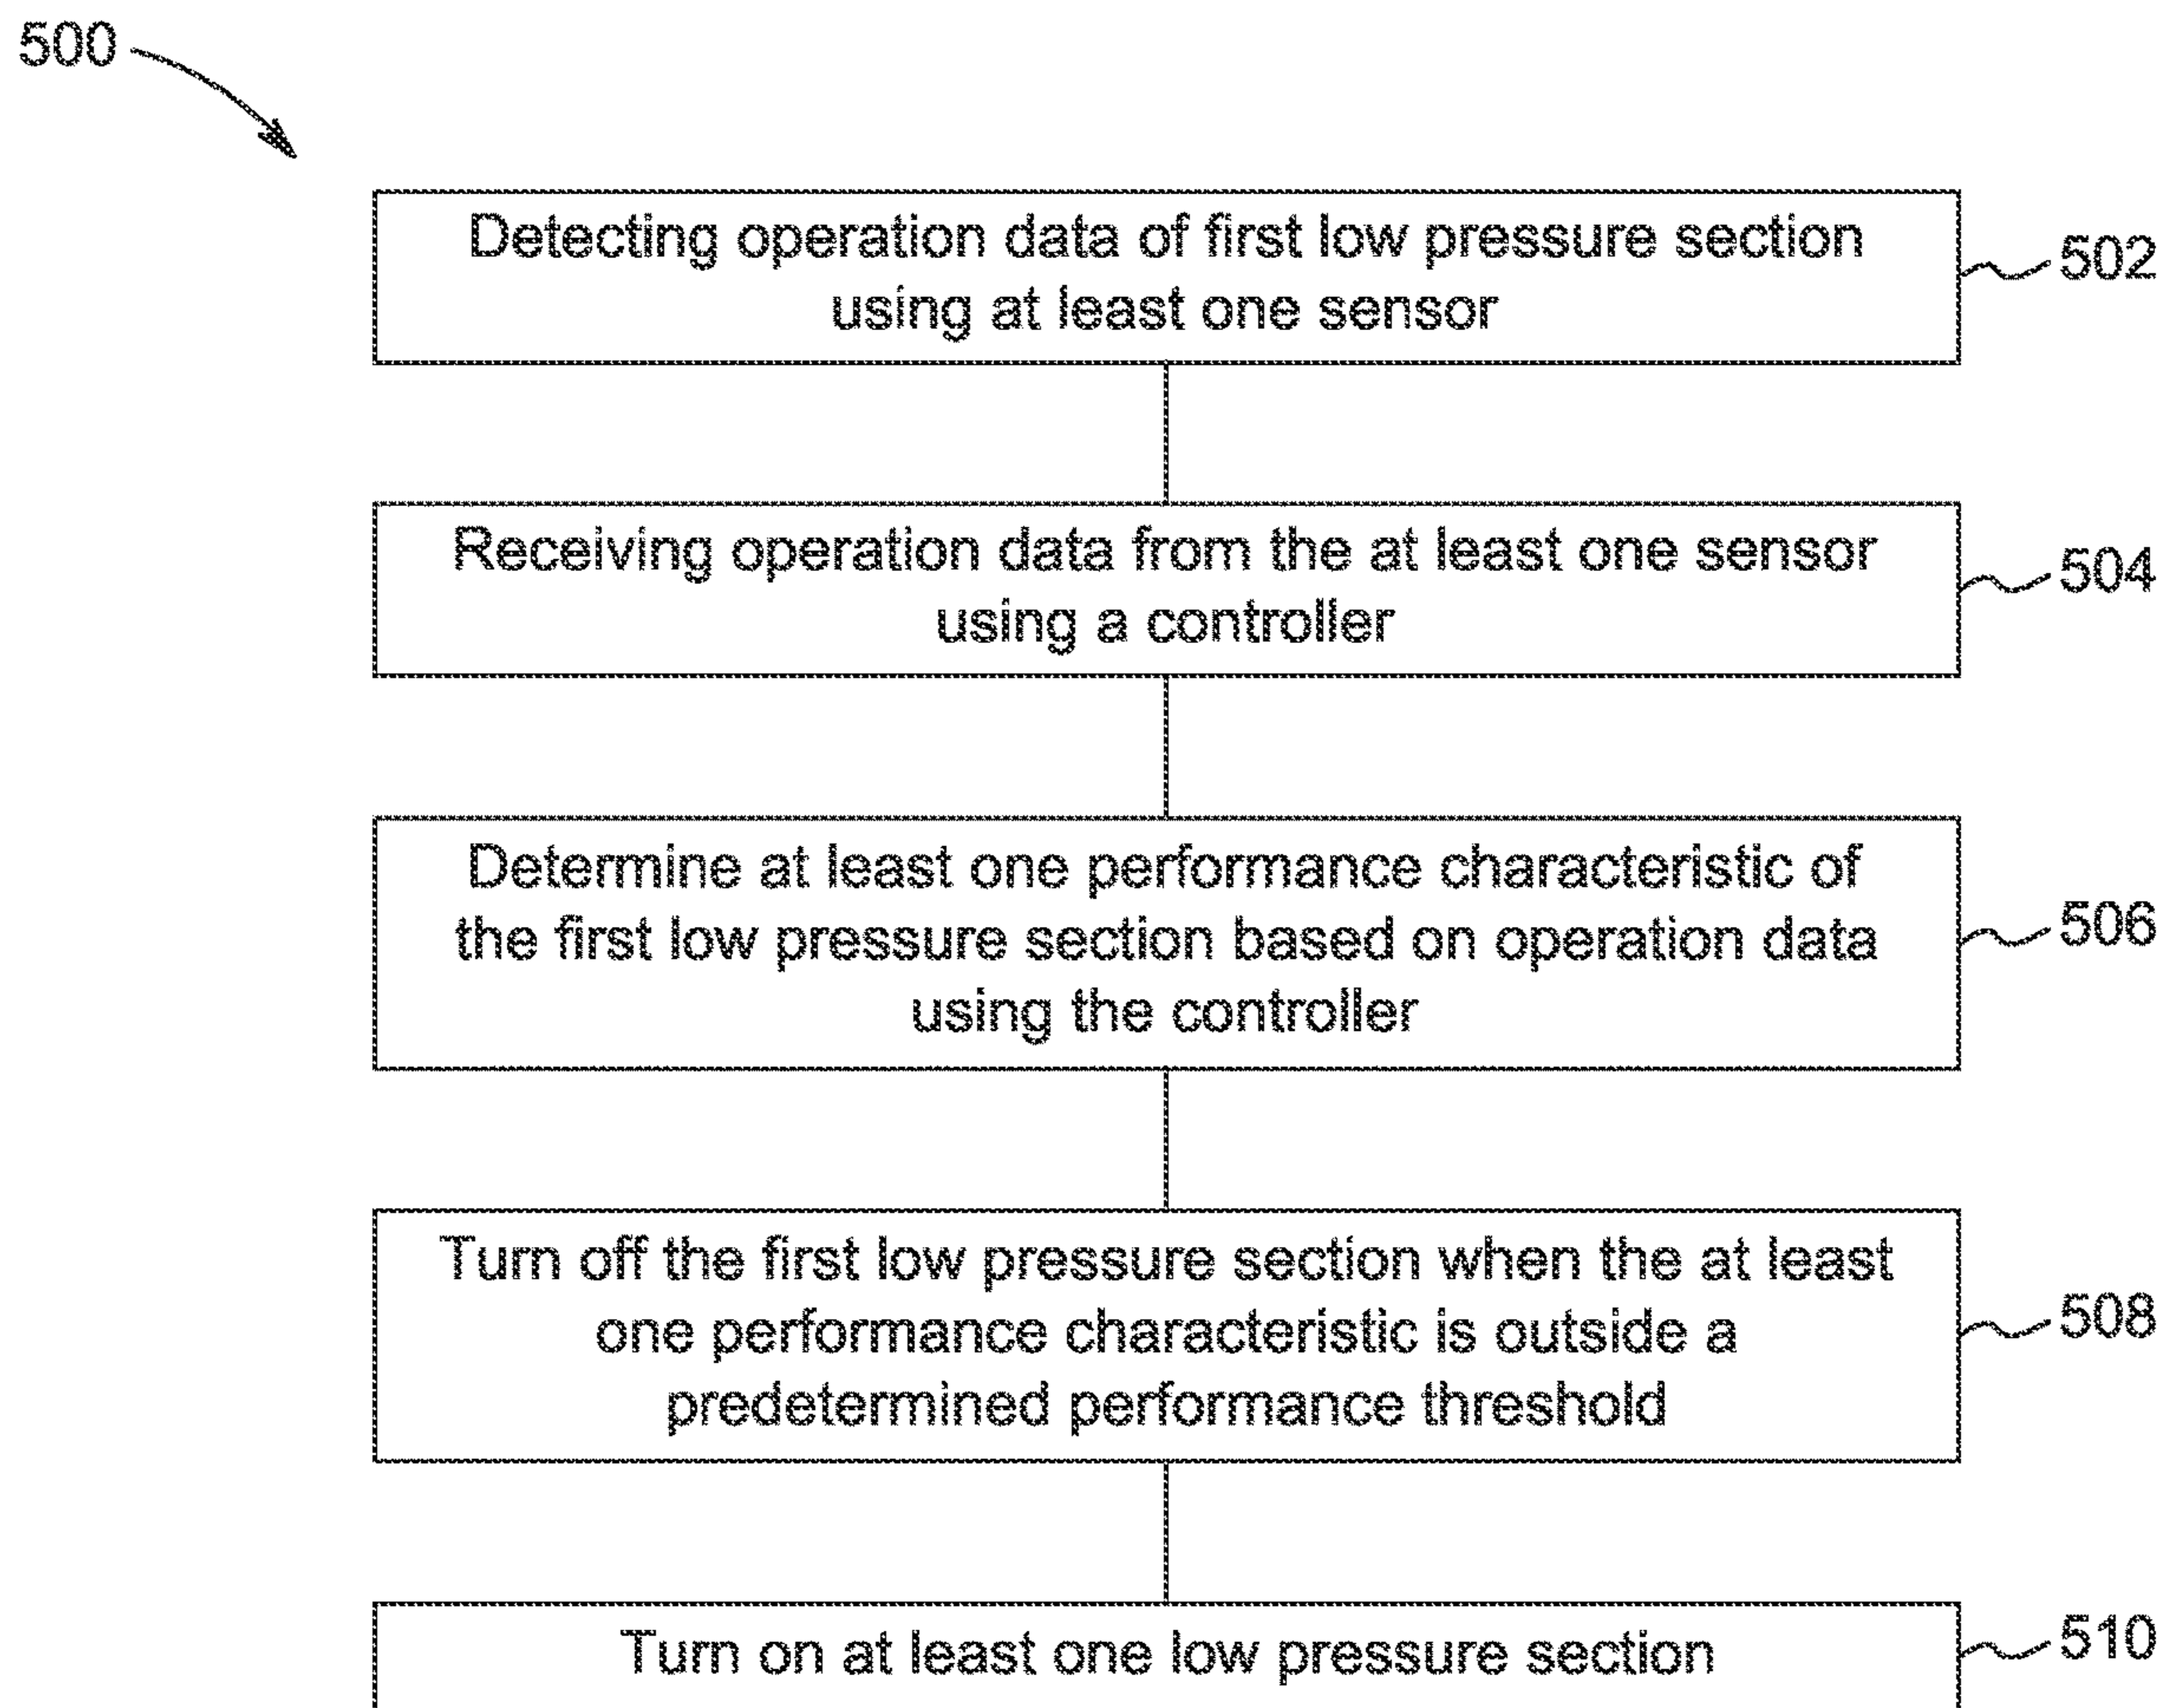 500
Detecting operation data of first low pressure section
using at least one sensor
502
Receiving operation data from the at least one sensor
using a controller
504
Determine at least one performance characteristic of
the first low pressure section based on operation data
using the controller
506
Turn off the first low pressure section when the at least
one performance characteristic is outside a
predetermined performance threshold
508
Turn on at least one low pressure section
510